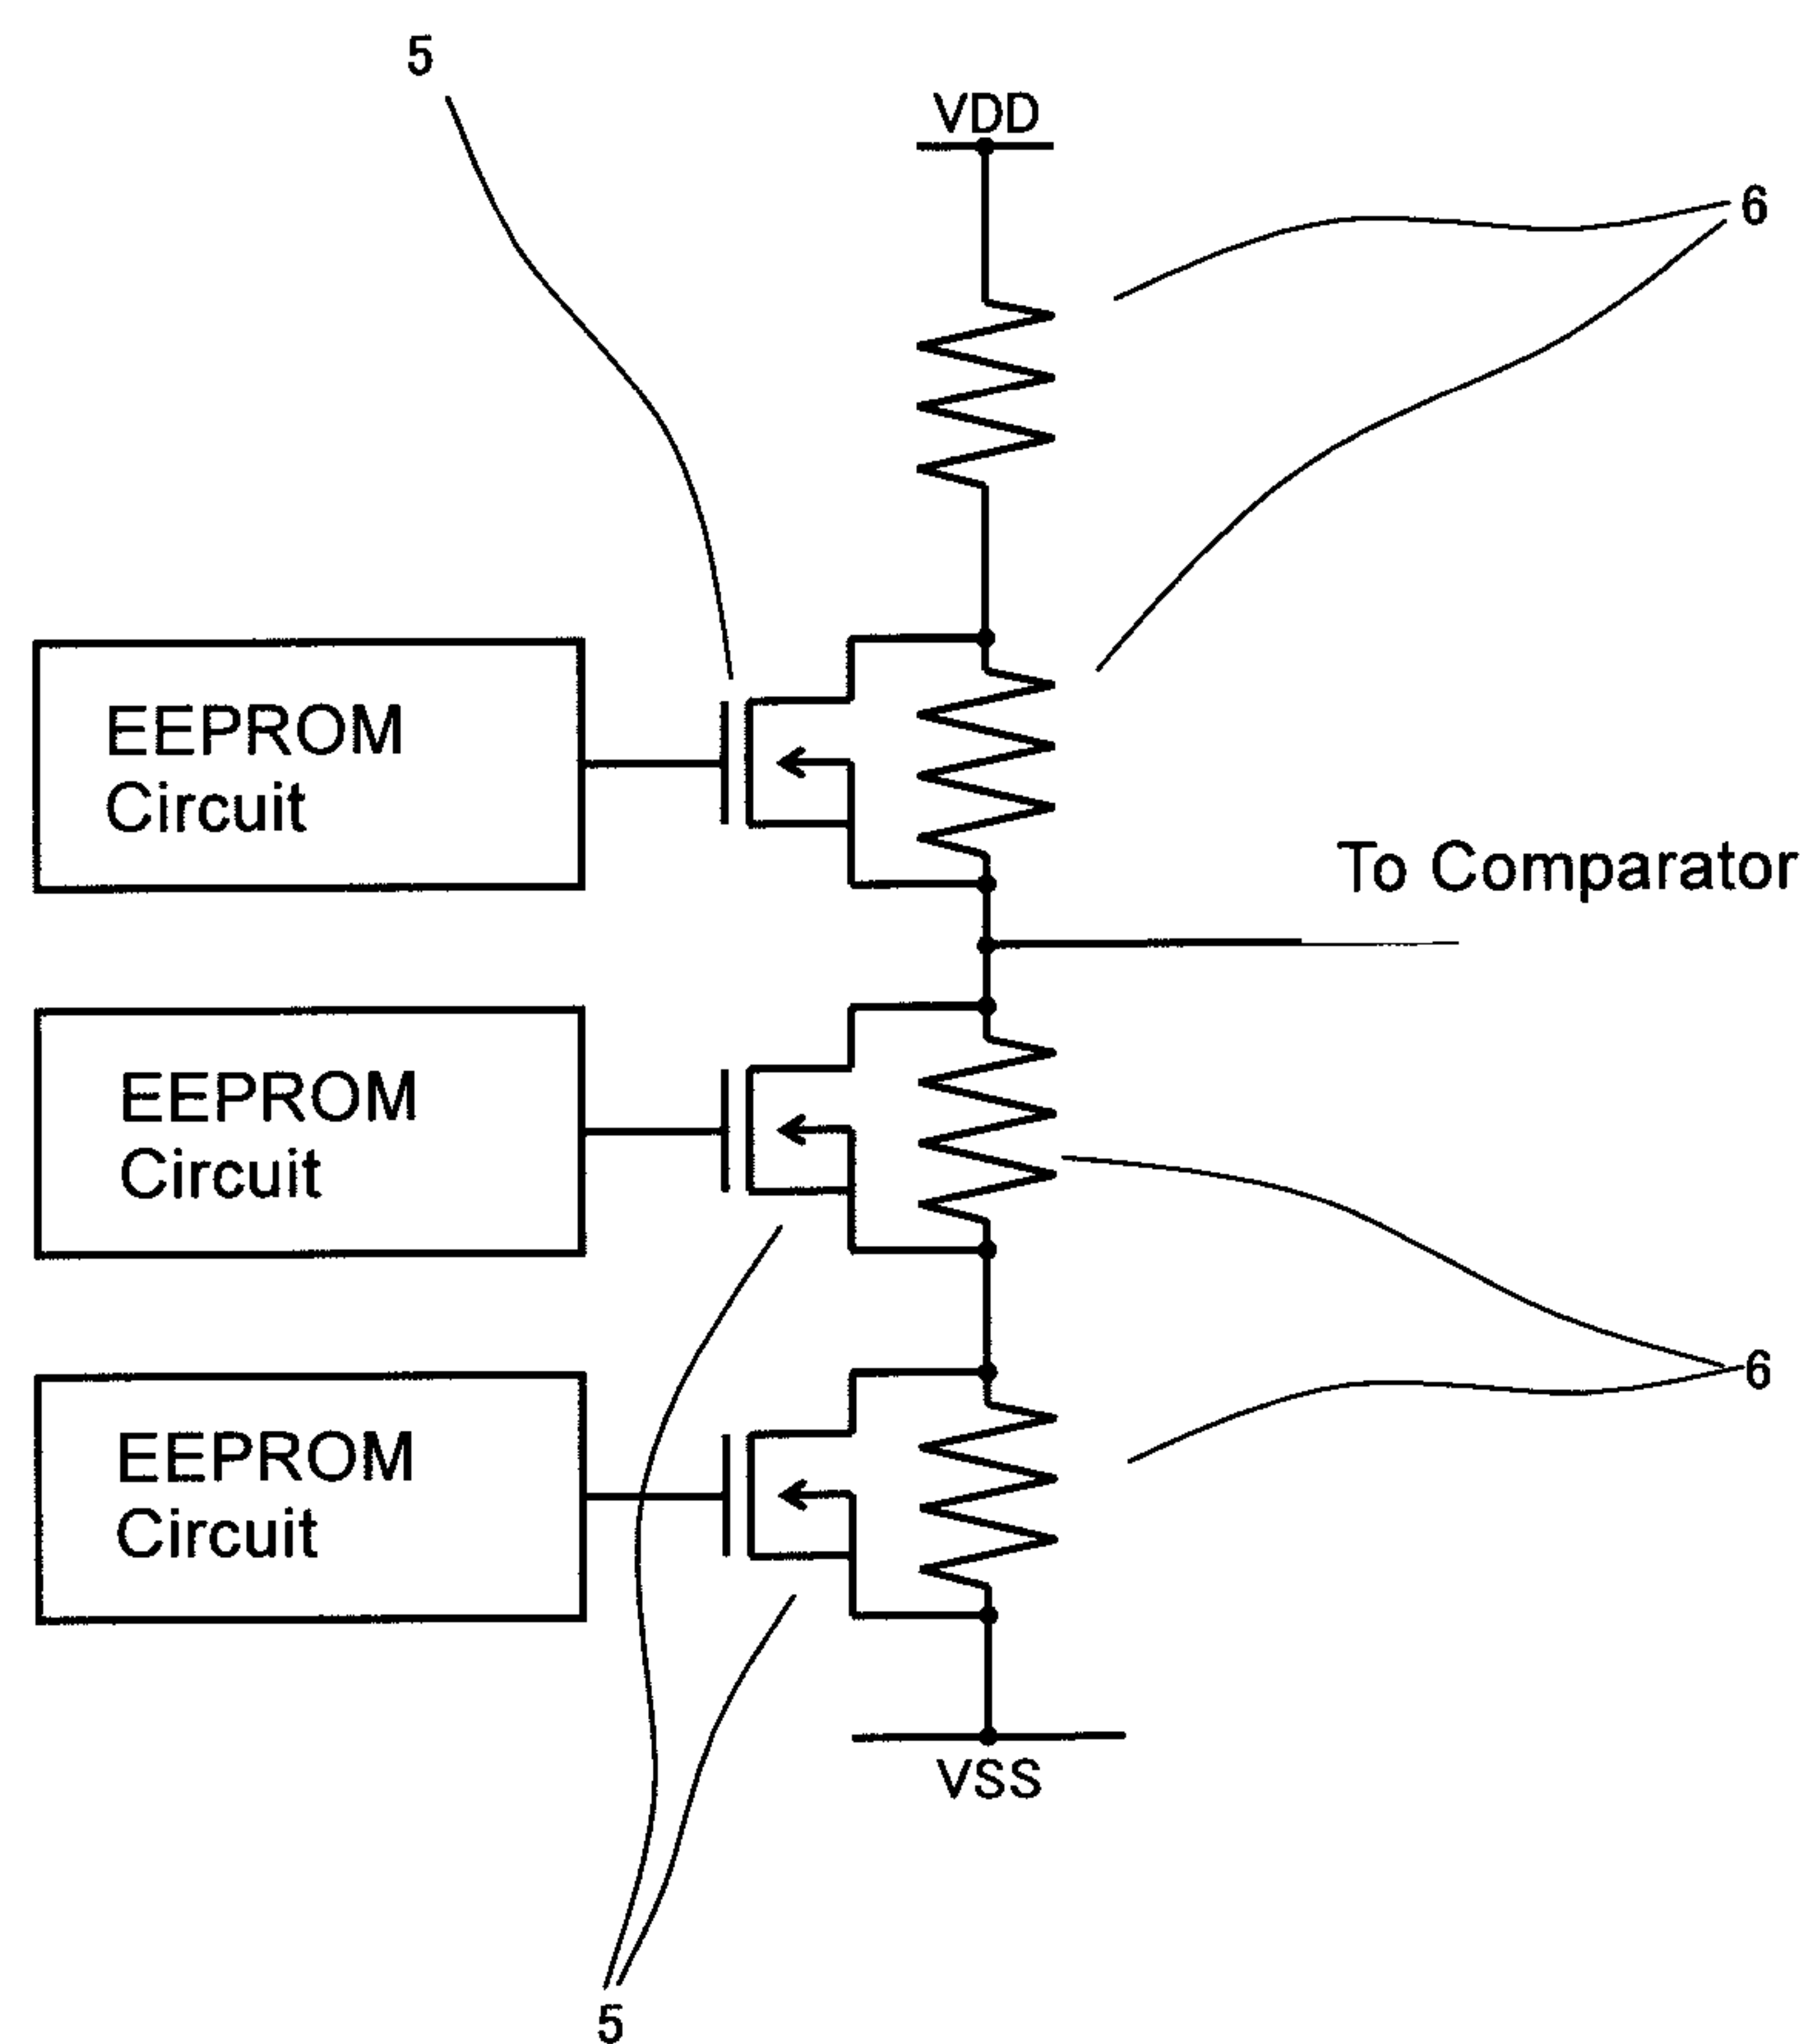 5
VDD
6
EEPROM
Circuit
To Comparator
EEPROM
Circuit
6
EEPROM
Circuit
VSS
5